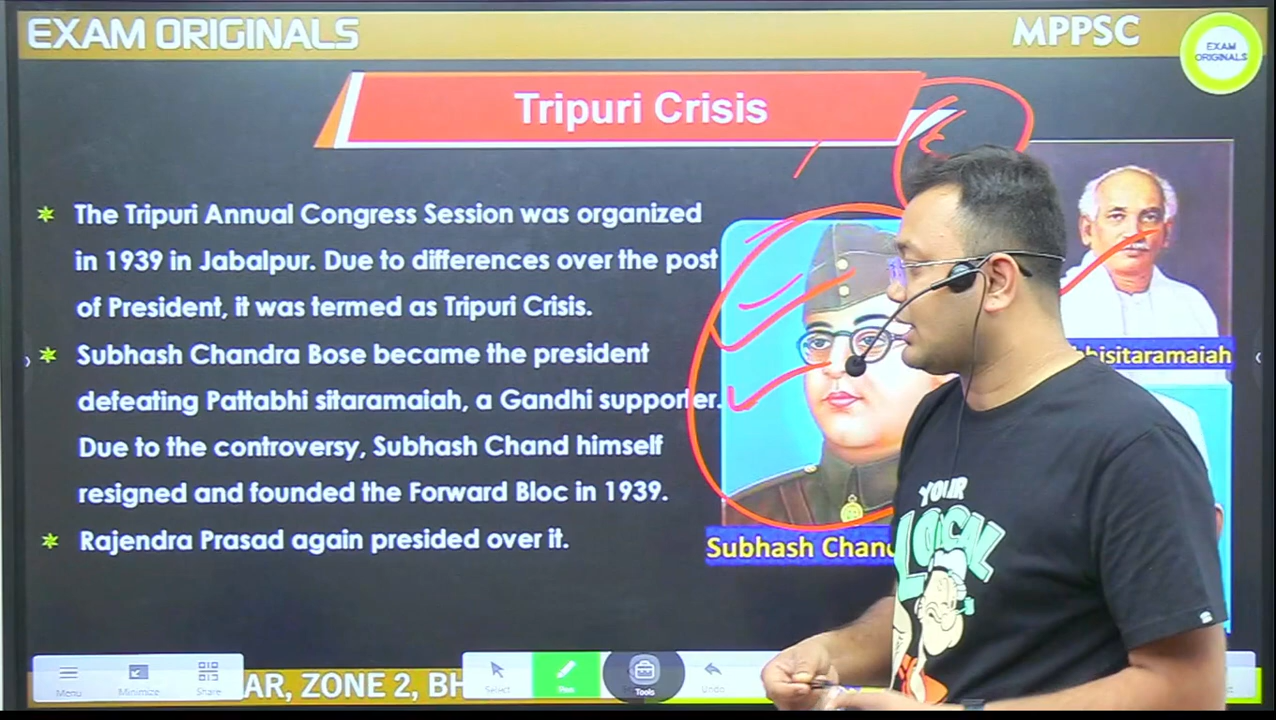 EXAM ORIGINALS
MPPSC
EXAM
ORIGINALS
Tripuri Crisis
The Tripuri Annual Congress Session was organized
in 1939 in Jabalpur. Due to differences over the post
of President, it was termed as Tripuri Crisis.
Subhash Chandra Bose became the president
defeating Pattabhi sitaramaiah, a Gandhi supporter.
Due to the controversy, Subhash Chand himself
resigned and founded the Forward Bloc in 1939.
Rajendra Prasad again presided over it.
bhisitaramaiah
Subhash Chand
YOUR
LOCAL
Menu
Minimize
Share
AR, ZONE 2, BH
Select
Pen
Tools
Undo